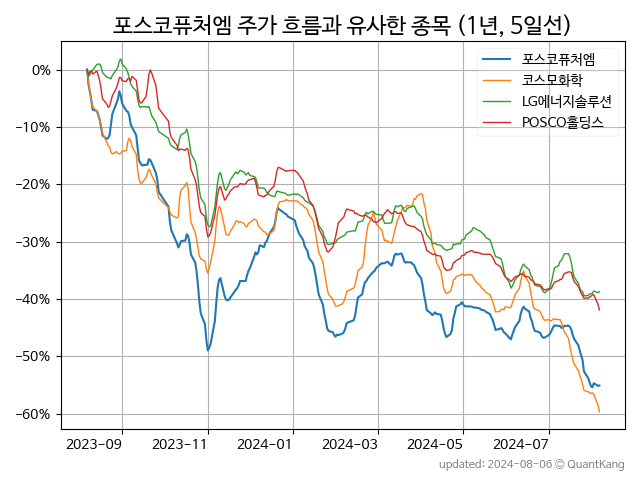 포스코퓨처엠 주가 흐름과 유사한 종목 (1년, 5일선)
포스코퓨처엠
코스모화학
LG에너지솔루션
POSCO홀딩스
0%
−10%
−20%
−30%
−40%
−50%
−60%
2023-09 2023-11 2024-01 2024-03 2024-05 2024-07
updated: 2024-08-06 © QuantKang